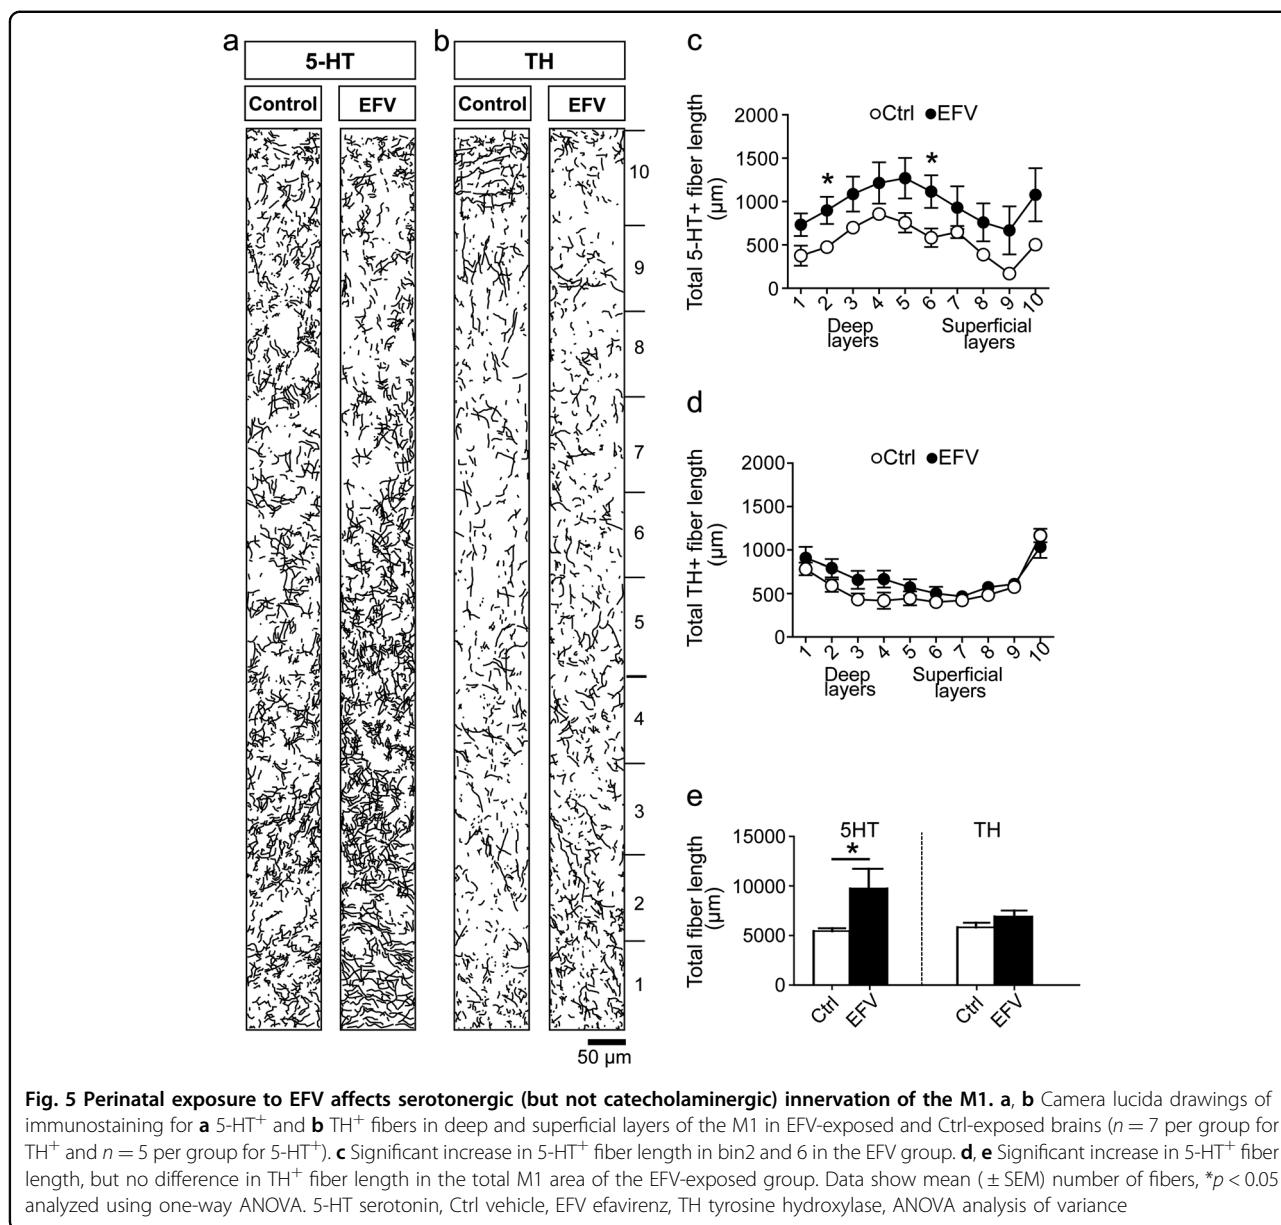 a
5-HT
Control
EFV
b
TH
Control
EFV
10
9
8
7
6
5
4
3
2
1
50 µm
c
Ctrl EFV
Total 5-HT+ fiber length
(µm)
2000
1500
1000
500
0
* *
1 2 3 4 5 6 7 8 9 10
Deep layers
Superficial layers
d
Ctrl EFV
Total TH+ fiber length
(µm)
2000
1500
1000
500
0
1 2 3 4 5 6 7 8 9 10
Deep layers
Superficial layers
e
5HT TH
*
Total fiber length
(µm)
15000
10000
5000
0
Ctrl EFV Ctrl EFV
Fig. 5 Perinatal exposure to EFV affects serotonergic (but not catecholaminergic) innervation of the M1. a, b Camera lucida drawings of
immunostaining for a 5-HT⁺ and b TH⁺ fibers in deep and superficial layers of the M1 in EFV-exposed and Ctrl-exposed brains (n = 7 per group for
TH⁺ and n = 5 per group for 5-HT⁺). c Significant increase in 5-HT⁺ fiber length in bin2 and 6 in the EFV group. d, e Significant increase in 5-HT⁺ fiber
length, but no difference in TH⁺ fiber length in the total M1 area of the EFV-exposed group. Data show mean (± SEM) number of fibers, *p < 0.05
analyzed using one-way ANOVA. 5-HT serotonin, Ctrl vehicle, EFV efavirenz, TH tyrosine hydroxylase, ANOVA analysis of variance